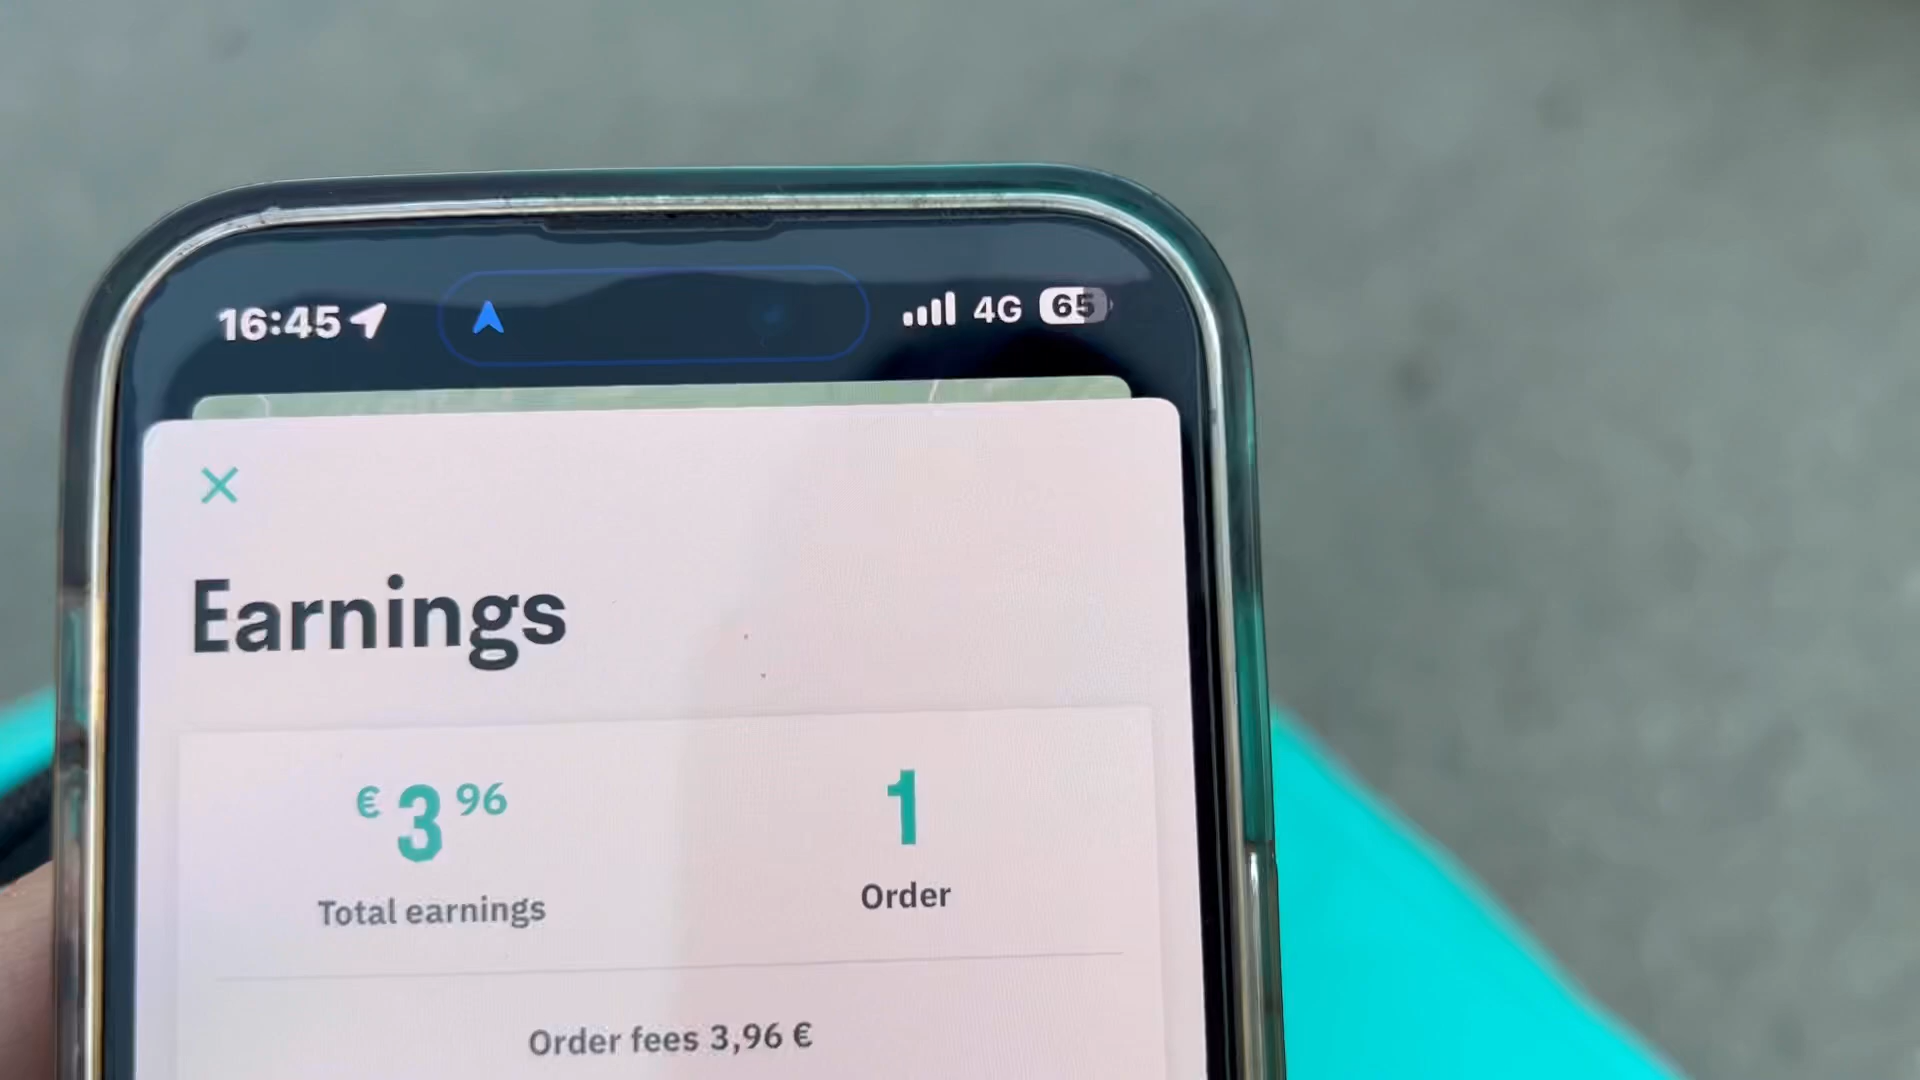 16:45 4G 65
Earnings
€ 3 96 1
Total earnings Order
Order fees 3,96 €